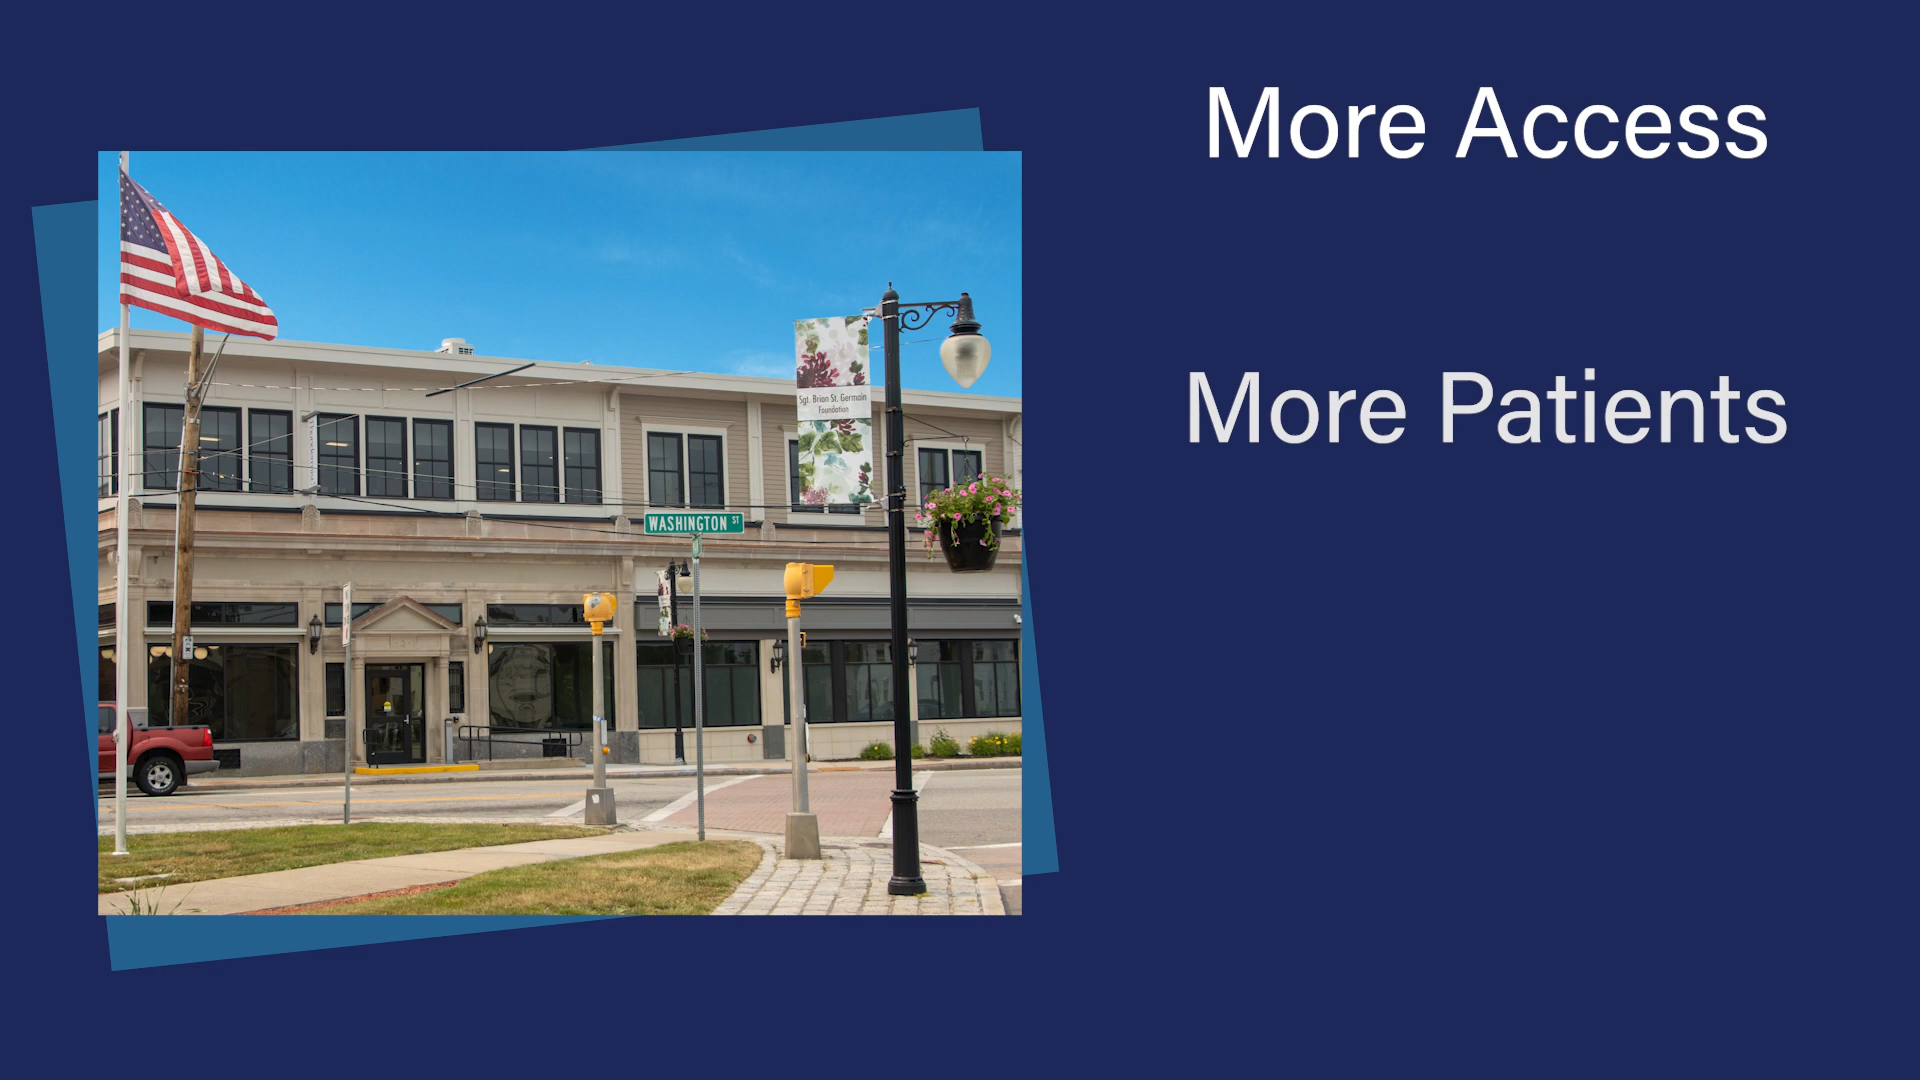 More Access
More Patients
Sgt. Brian St. Germain
Foundation
WASHINGTON ST